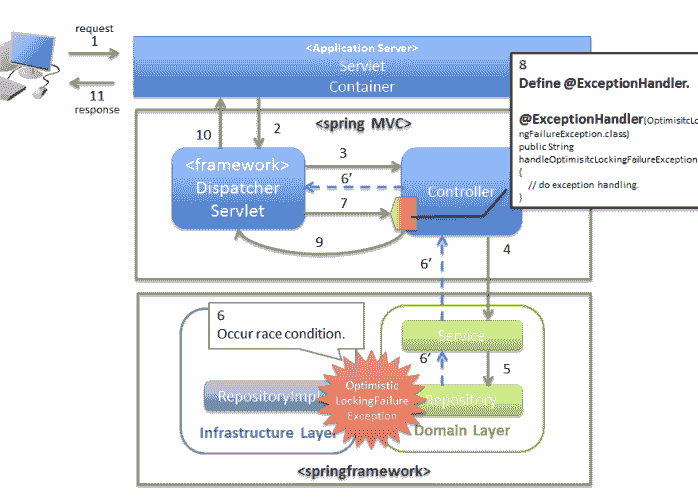 request
1
11
response
<Application Server>
Servlet
Container
8
Define @ExceptionHandler.
@ExceptionHandler(OptimisitcLo
ngFailureException.class)
public String
handleOptimisitcLockingFailureException
{
// do exception handling.
}
<spring MVC>
10
2
3
6’
7
9
<framework>
Dispatcher
Servlet
Controller
4
6’
6
Occur race condition.
Service
6’
5
Optimistic
LockingFailure
Exception
RepositoryImpl
Repository
Infrastructure Layer
Domain Layer
<springframework>